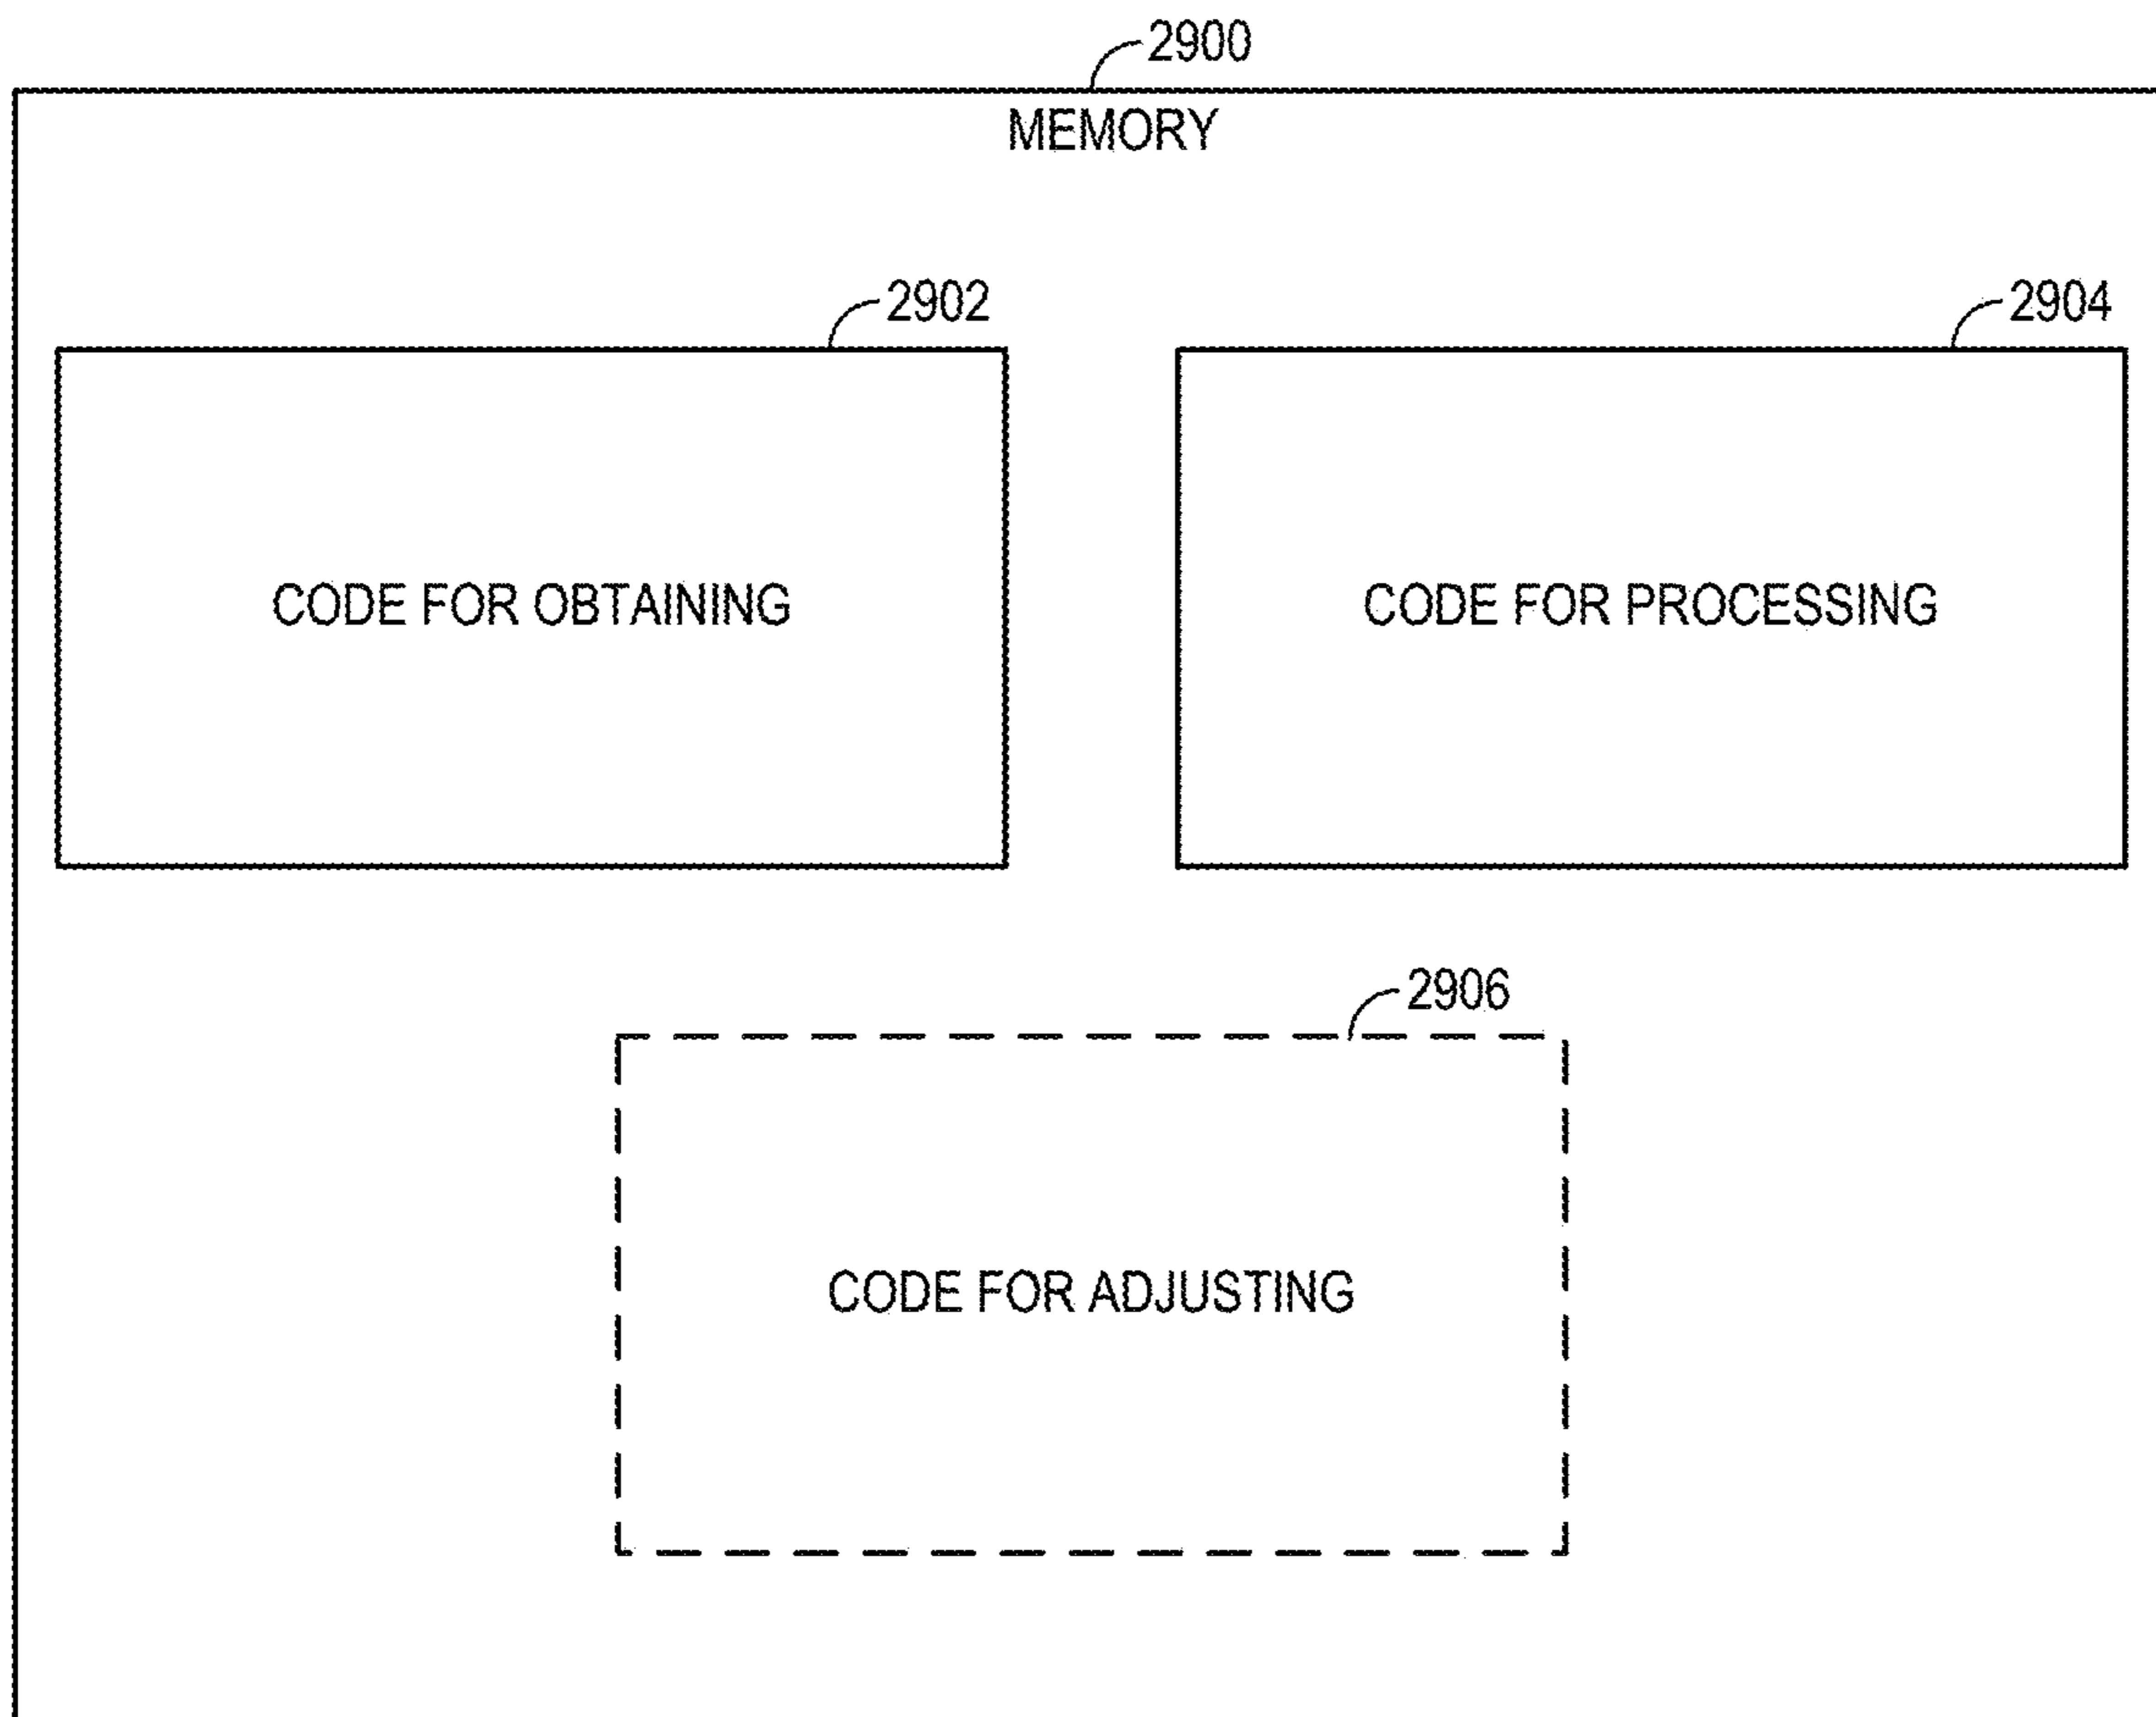 2900
MEMORY
2902
2904
CODE FOR OBTAINING
CODE FOR PROCESSING
2906
CODE FOR ADJUSTING